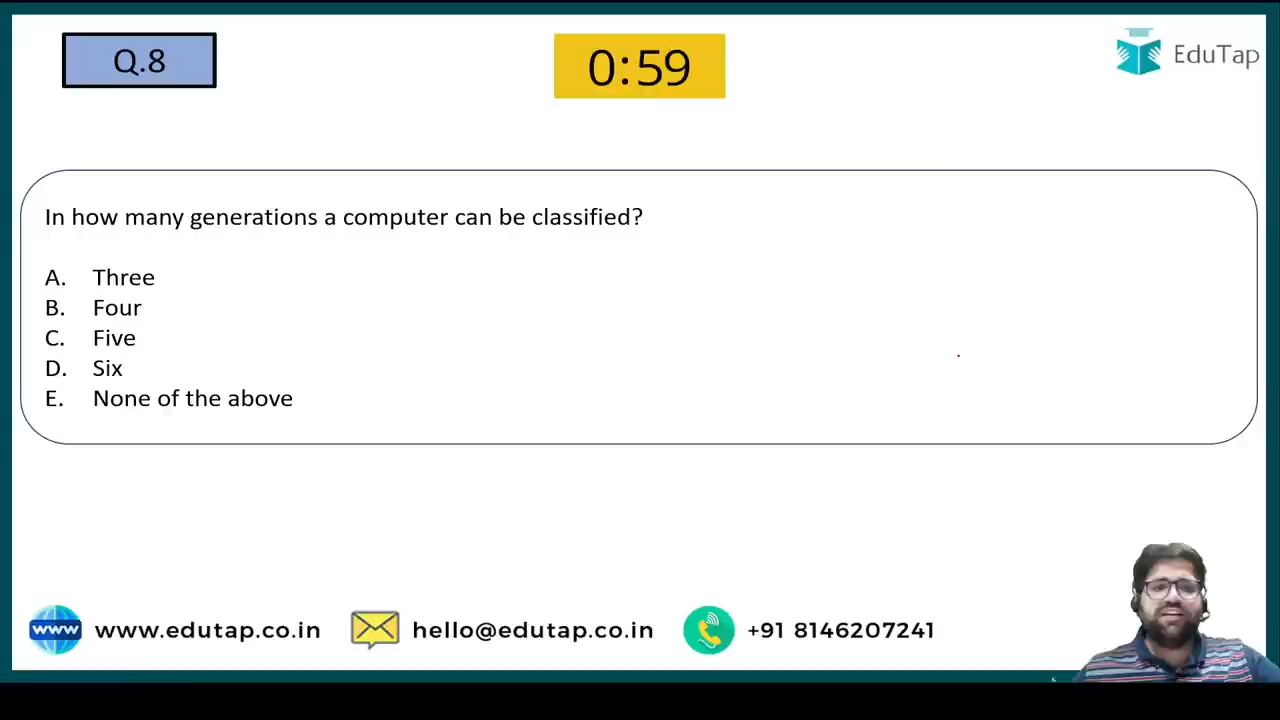 Q.8
0:59
EduTap
In how many generations a computer can be classified?
A. Three
B. Four
C. Five
D. Six
E. None of the above
www www.edutap.co.in hello@edutap.co.in +91 8146207241